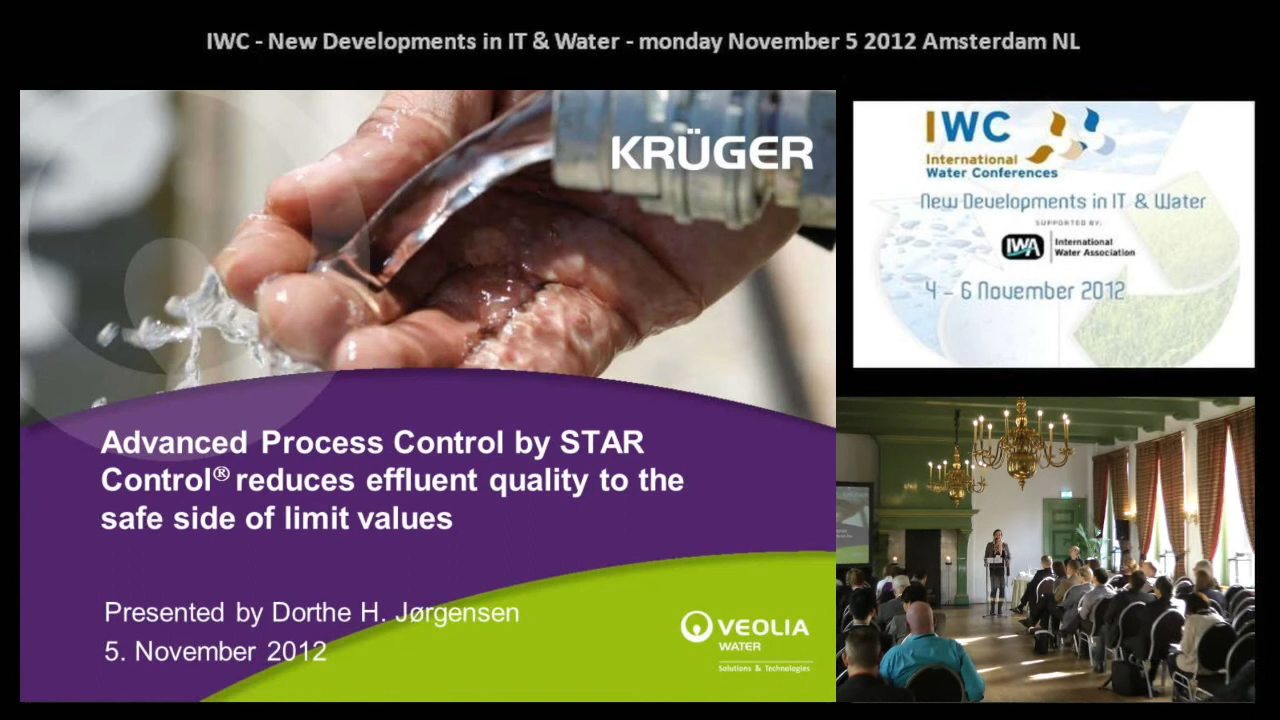 IWC - New Developments in IT & Water - monday November 5 2012 Amsterdam NL
KRÜGER
Advanced Process Control by STAR
Control® reduces effluent quality to the
safe side of limit values
Presented by Dorthe H. Jørgensen
5. November 2012
VEOLIA
WATER
Solutions & Technologies
IWC
International
Water Conferences
New Developments in IT & Water
SUPPORTED BY:
IWA
International
Water Association
4 – 6 November 2012